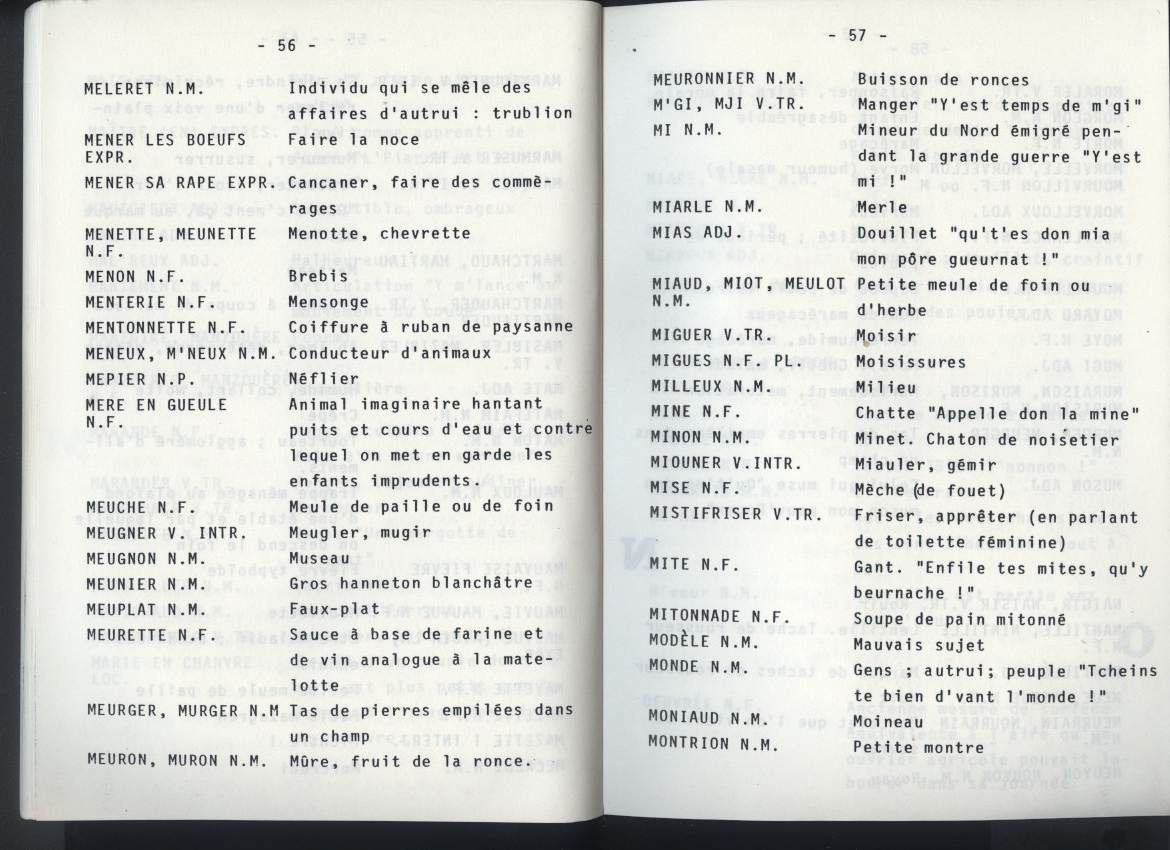 - 56 -
MELERET N.M. Individu qui se mêle des
affaires d'autrui : trublion
MENER LES BOEUFS Faire la noce
EXPR.
MENER SA RAPE EXPR. Cancaner, faire des commè-
rages
MENETTE, MEUNETTE Menotte, chevrette
N.F.
MENON N.F. Brebis
MENTERIE N.F. Mensonge
MENTONNETTE N.F. Coiffure à ruban de paysanne
MENEUX, M'NEUX N.M. Conducteur d'animaux
MEPIER N.P. Néflier
MERE EN GUEULE Animal imaginaire hantant
N.F. puits et cours d'eau et contre
lequel on met en garde les
enfants imprudents.
MEUCHE N.F. Meule de paille ou de foin
MEUGNER V. INTR. Meugler, mugir
MEUGNON N.M. Museau
MEUNIER N.M. Gros hanneton blanchâtre
MEUPLAT N.M. Faux-plat
MEURETTE N.F. Sauce à base de farine et
de vin analogue à la mate-
lotte
MEURGER, MURGER N.M Tas de pierres empilées dans
un champ
MEURON, MURON N.M. Mûre, fruit de la ronce.
- 57 -
MEURONNIER N.M. Buisson de ronces
M'GI, MJI V.TR. Manger "Y'est temps de m'gi"
MI N.M. Mineur du Nord émigré pen-
dant la grande guerre "Y'est
mi !"
MIARLE N.M. Merle
MIAS ADJ. Douillet "qu't'es don mia
mon pôre gueurnat !"
MIAUD, MIOT, MEULOT Petite meule de foin ou
N.M. d'herbe
MIGUER V.TR. Moisir
MIGUES N.F. PL. Moisissures
MILLEUX N.M. Milieu
MINE N.F. Chatte "Appelle don la mine"
MINON N.M. Minet. Chaton de noisetier
MIOUNER V.INTR. Miauler, gémir
MISE N.F. Mêche (de fouet)
MISTIFRISER V.TR. Friser, apprêter (en parlant
de toilette féminine)
MITE N.F. Gant. "Enfile tes mites, qu'y
beurnache !"
MITONNADE N.F. Soupe de pain mitonné
MODÈLE N.M. Mauvais sujet
MONDE N.M. Gens ; autrui; peuple "Tcheins
te bien d'vant l'monde !"
MONIAUD N.M. Moineau
MONTRION N.M. Petite montre